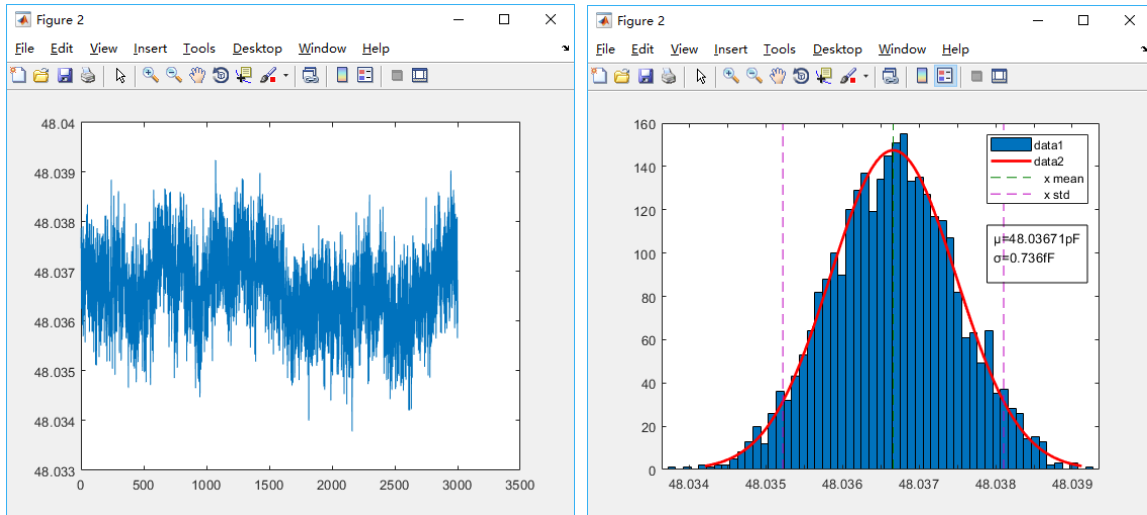 Figure 2
File Edit View Insert Tools Desktop Window Help
48.04
48.039
48.038
48.037
48.036
48.035
48.034
48.033
0 500 1000 1500 2000 2500 3000 3500
Figure 2
File Edit View Insert Tools Desktop Window Help
160
140
120
100
80
60
40
20
0
48.034 48.035 48.036 48.037 48.038 48.039
data1
data2
x mean
x std
μ=48.03671pF
σ=0.736fF